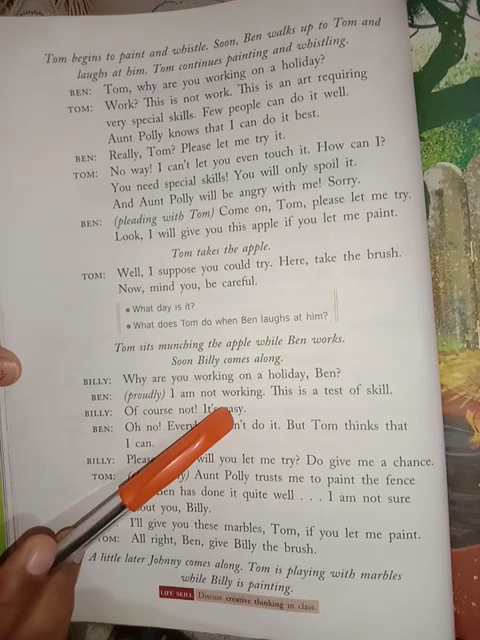 Tom begins to paint and whistle. Soon, Ben walks up to Tom and
laughs at him. Tom continues painting and whistling.
BEN: Tom, why are you working on a holiday?
TOM: Work? This is not work. This is an art requiring
very special skills. Few people can do it well.
Aunt Polly knows that I can do it best.
BEN: Really, Tom? Please let me try it.
TOM: No way! I can't let you even touch it. How can I?
You need special skills! You will only spoil it.
And Aunt Polly will be angry with me! Sorry.
BEN: (pleading with Tom) Come on, Tom, please let me try.
Look, I will give you this apple if you let me paint.
Tom takes the apple.
TOM: Well, I suppose you could try. Here, take the brush.
Now, mind you, be careful.
• What day is it?
• What does Tom do when Ben laughs at him?
Tom sits munching the apple while Ben works.
Soon Billy comes along.
BILLY: Why are you working on a holiday, Ben?
BEN: (proudly) I am not working. This is a test of skill.
BILLY: Of course not! It's easy.
BEN: Oh no! do it. But Tom thinks that
I can.
BILLY: will you let me try? Do give me a chance.
TOM: Aunt Polly trusts me to paint the fence
Ben has done it quite well . . . I am not sure
you, Billy.
I'll give you these marbles, Tom, if you let me paint.
TOM: All right, Ben, give Billy the brush.
A little later Johnny comes along. Tom is playing with marbles
while Billy is painting.
LIFE SKILL Discuss creative thinking in class.